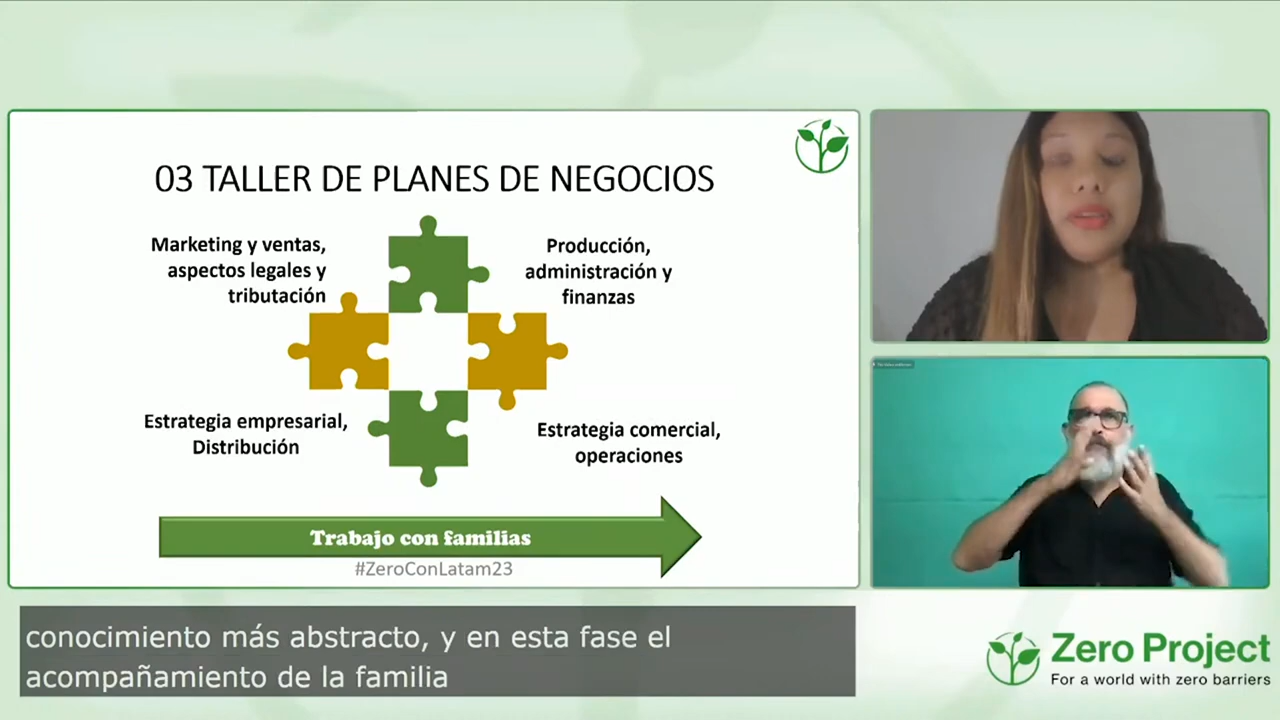 03 TALLER DE PLANES DE NEGOCIOS
Marketing y ventas,
aspectos legales y
tributación
Producción,
administración y
finanzas
Estrategia empresarial,
Distribución
Estrategia comercial,
operaciones
Trabajo con familias
#ZeroConLatam23
conocimiento más abstracto, y en esta fase el
acompañamiento de la familia
Zero Project
For a world with zero barriers